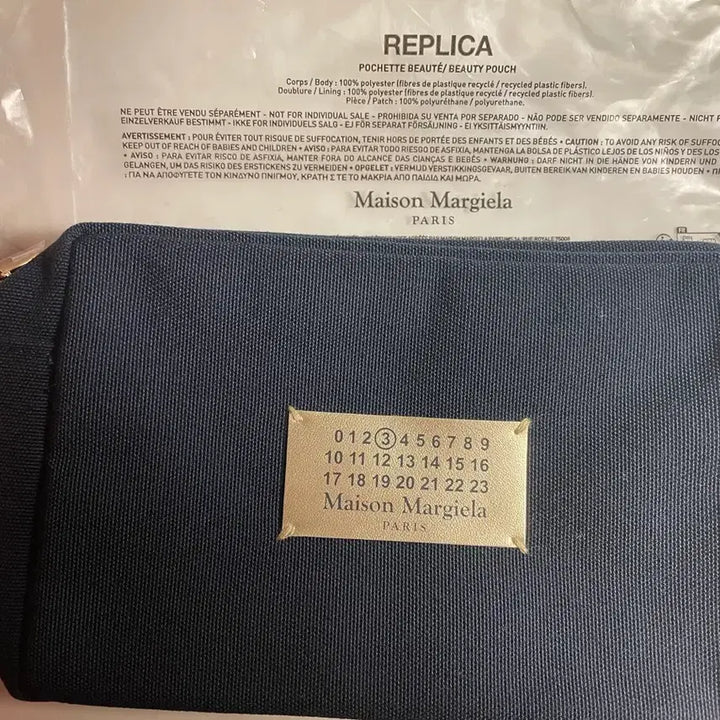 REPLICA
POCHETTE BEAUTÉ/ BEAUTY POUCH
Corps / Body : 100% polyester (fibres de plastique recyclé / recycled plastic fibers).
Doublure / Lining : 100% polyester (fibres de plastique recyclé / recycled plastic fibers).
Pièce / Patch : 100% polyuréthane / polyurethane.
NE PEUT ÊTRE VENDU SÉPARÉMENT - NOT FOR INDIVIDUAL SALE - PROHIBIDA SU VENTA POR SEPARADO - NÃO PODE SER VENDIDO SEPARAMENTE - NICHT F
EINZELVERKAUF BESTIMMT - IKKE FOR INDIVIDUELS SALG - EJ FÖR SEPARAT FÖRSÄJNING - EI YKSITTÄISMYYNTIIN.
AVERTISSEMENT : POUR ÉVITER TOUT RISQUE DE SUFFOCATION, TENIR HORS DE PORTÉE DES ENFANTS ET DES BÉBÉS • CAUTION : TO AVOID ANY RISK OF SUFFOC
KEEP OUT OF REACH OF BABIES AND CHILDREN • AVISO : PARA EVITAR TODO RIESGO DE ASFIXIA, MANTENGA LA BOLSA DE PLÁSTICO LEJOS DE LOS NIÑOS Y DES LOS
• AVISO : PARA EVITAR RISCO DE ASFIXIA, MANTER FORA DO ALCANCE DAS CIANÇAS E BEBÉS • WARNUNG : DARF NICHT IN DIE HÄNDE VON KINDERN UND
GELANGEN, UM DAS RISIKO DES ERSTICKENS ZU VERMEIDEN • OPGELET : VERMIJD VERSTIKKINGSGEVAAR, BUITEN BEREIK VAN KINDEREN EN BABIES HOUDEN
: ΓΙΑ ΝΑ ΑΠΟΦΥΓΕΤΕ ΤΟΝ ΚΙΝΔΥΝΟ ΠΝΙΓΜΟΥ, ΚΡΑΤΗΣΤΕ ΤΟ ΜΑΚΡΙΑ ΑΠΟ ΠΑΙΔΙΑ ΚΑΙ ΜΩΡΑ.
Maison Margiela
PARIS
FR
0 1 2 3 4 5 6 7 8 9
10 11 12 13 14 15 16
17 18 19 20 21 22 23
Maison Margiela
PARIS